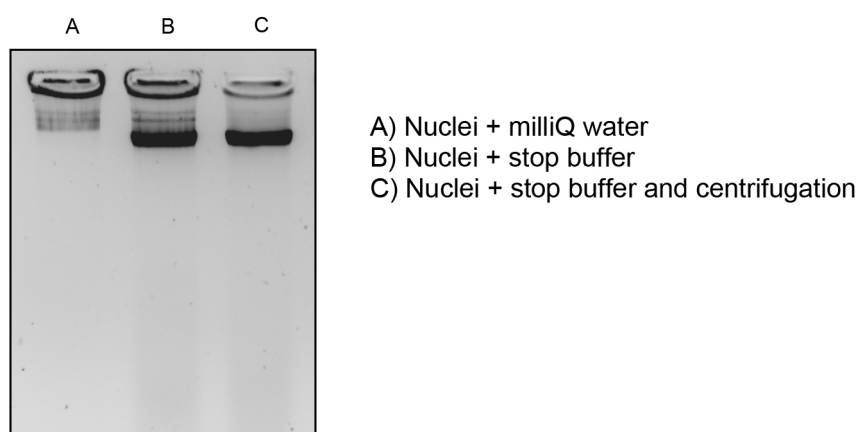 A B C
A) Nuclei + milliQ water
B) Nuclei + stop buffer
C) Nuclei + stop buffer and centrifugation